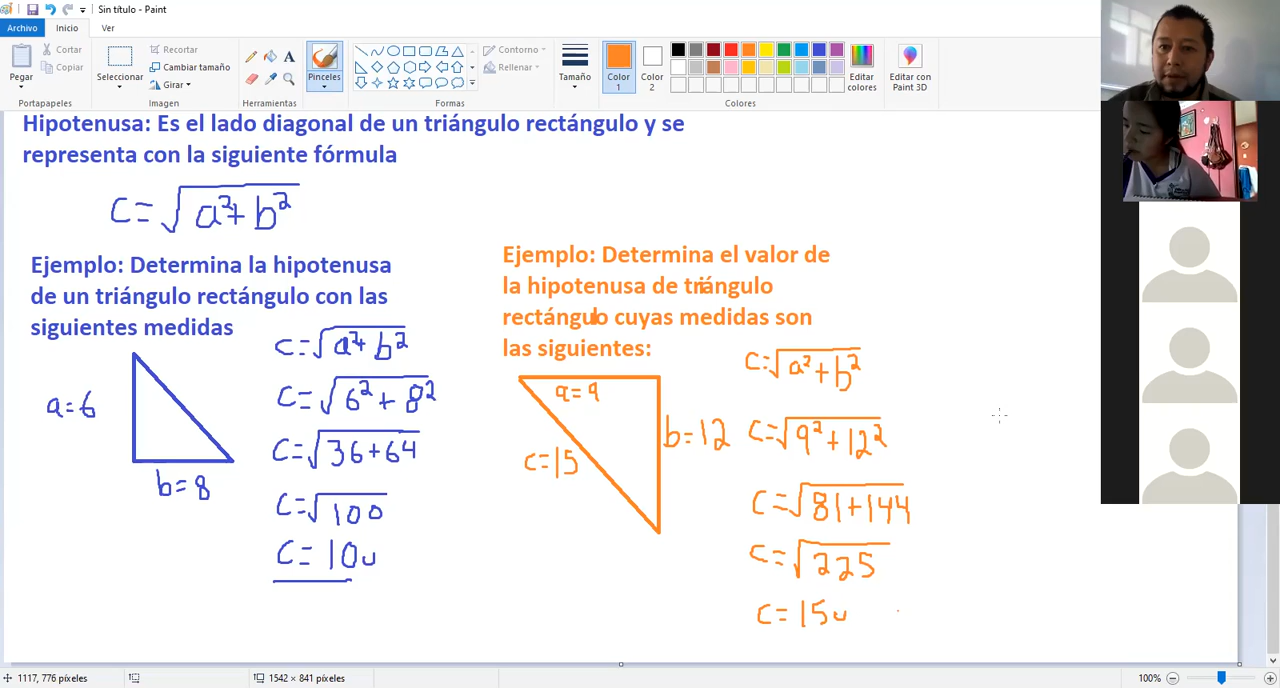 Sin título - Paint
Archivo Inicio Ver
Pegar
Cortar
Copiar
Portapapeles
Seleccionar
Recortar
Cambiar tamaño
Girar
Imagen
A
Herramientas
Pinceles
Formas
Contorno
Rellenar
Tamaño
Color 1
Color 2
Colores
Editar colores
Editar con Paint 3D
Hipotenusa: Es el lado diagonal de un triángulo rectángulo y se
representa con la siguiente fórmula
c=√a²+b²
Ejemplo: Determina la hipotenusa
de un triángulo rectángulo con las
siguientes medidas
a=6
b=8
c=√a²+b²
c=√6²+8²
c=√36+64
c=√100
c=10u
Ejemplo: Determina el valor de
la hipotenusa de triángulo
rectángulo cuyas medidas son
las siguientes:
a=9
b=12
c=15
c=√a²+b²
c=√9²+12²
c=√81+144
c=√225
c=15u
1117, 776 píxeles
1542 × 841 píxeles
100%